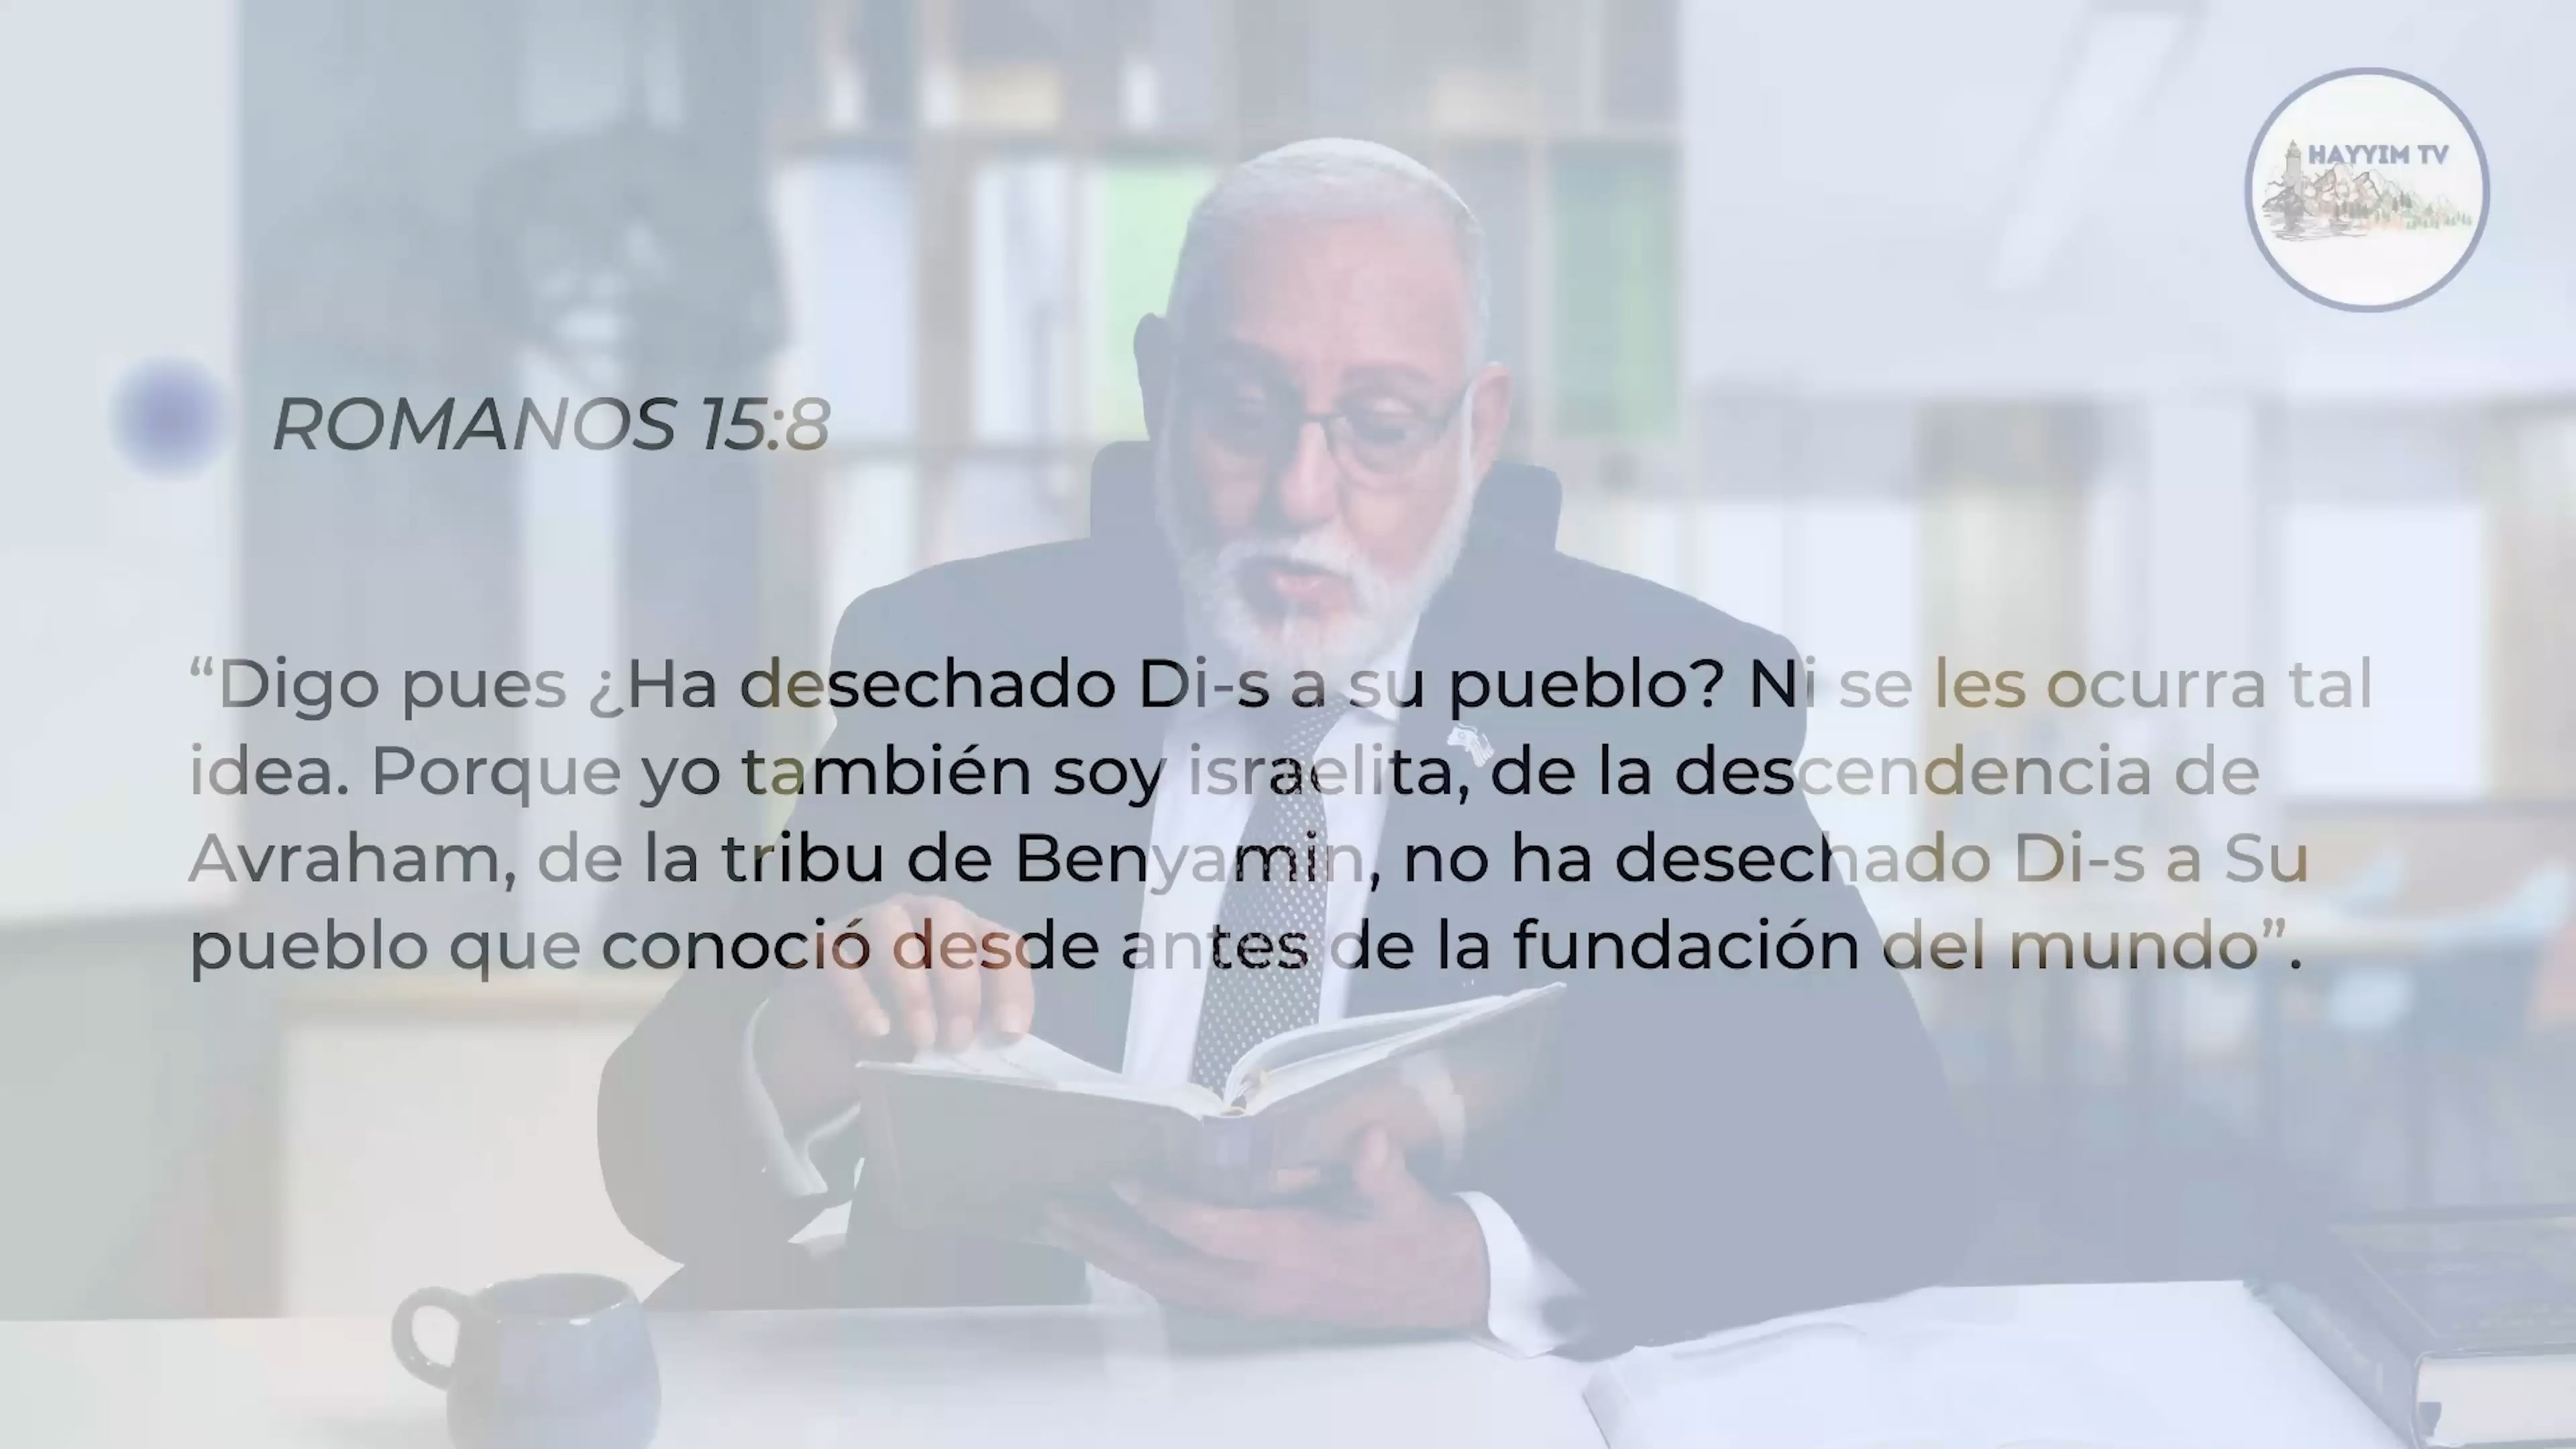 HAYYIM TV
ROMANOS 15:8
“Digo pues ¿Ha desechado Di-s a su pueblo? Ni se les ocurra tal
idea. Porque yo también soy israelita, de la descendencia de
Avraham, de la tribu de Benyamin, no ha desechado Di-s a Su
pueblo que conoció desde antes de la fundación del mundo”.